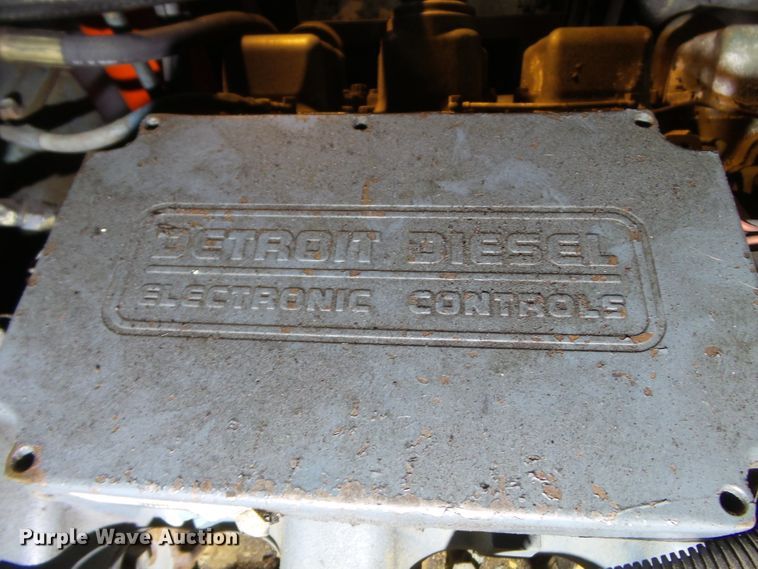 DETROIT DIESEL
ELECTRONIC CONTROLS
Purple Wave Auction